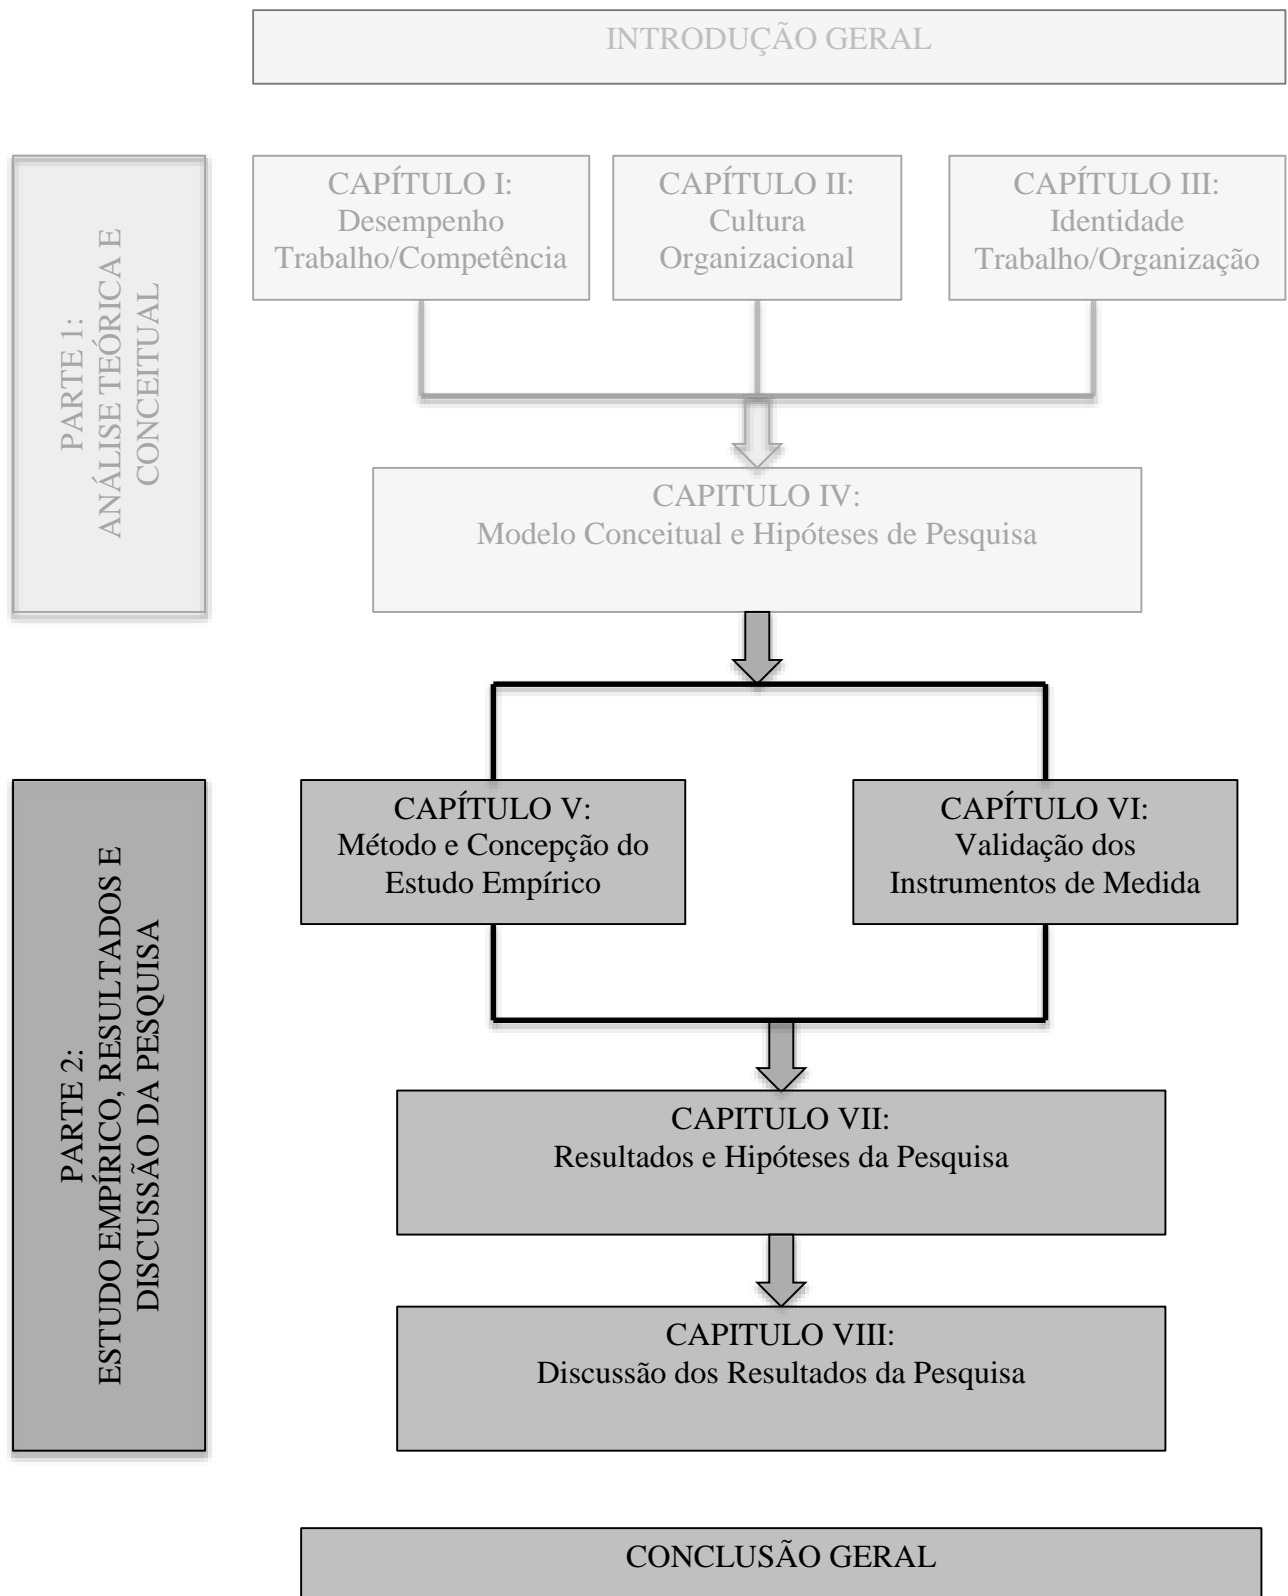 INTRODUÇÃO GERAL
PARTE 1:
ANÁLISE TEÓRICA E
CONCEITUAL
CAPÍTULO I:
Desempenho
Trabalho/Competência
CAPÍTULO II:
Cultura
Organizacional
CAPÍTULO III:
Identidade
Trabalho/Organização
CAPITULO IV:
Modelo Conceitual e Hipóteses de Pesquisa
PARTE 2:
ESTUDO EMPÍRICO, RESULTADOS E
DISCUSSÃO DA PESQUISA
CAPÍTULO V:
Método e Concepção do
Estudo Empírico
CAPÍTULO VI:
Validação dos
Instrumentos de Medida
CAPITULO VII:
Resultados e Hipóteses da Pesquisa
CAPITULO VIII:
Discussão dos Resultados da Pesquisa
CONCLUSÃO GERAL